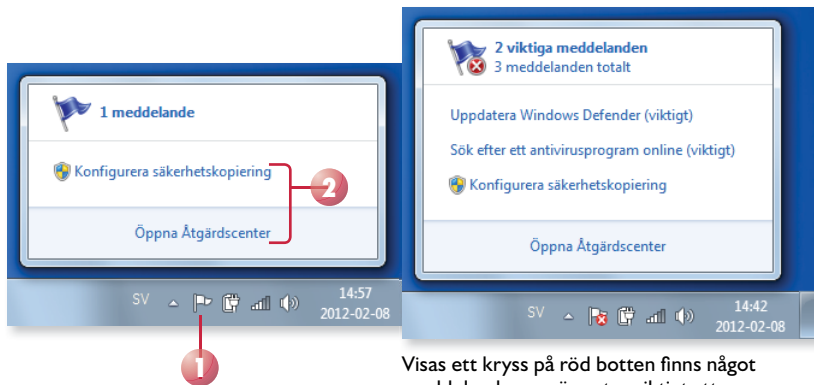 1 meddelande
Konfigurera säkerhetskopiering
2
Öppna Åtgärdscenter
SV
14:57
2012-02-08
1
2 viktiga meddelanden
3 meddelanden totalt
Uppdatera Windows Defender (viktigt)
Sök efter ett antivirusprogram online (viktigt)
Konfigurera säkerhetskopiering
Öppna Åtgärdscenter
SV
14:42
2012-02-08
Visas ett kryss på röd botten finns något